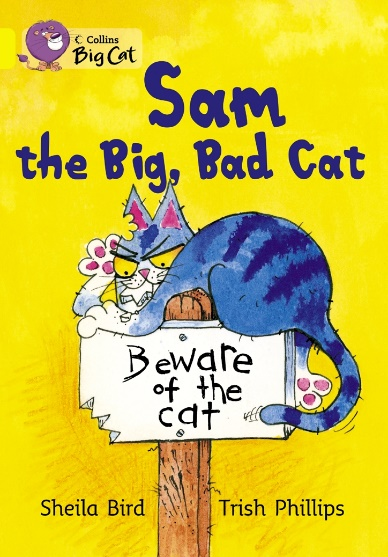 Collins
Big Cat
Sam
the Big, Bad Cat
Beware
of the
cat
Sheila Bird
Trish Phillips